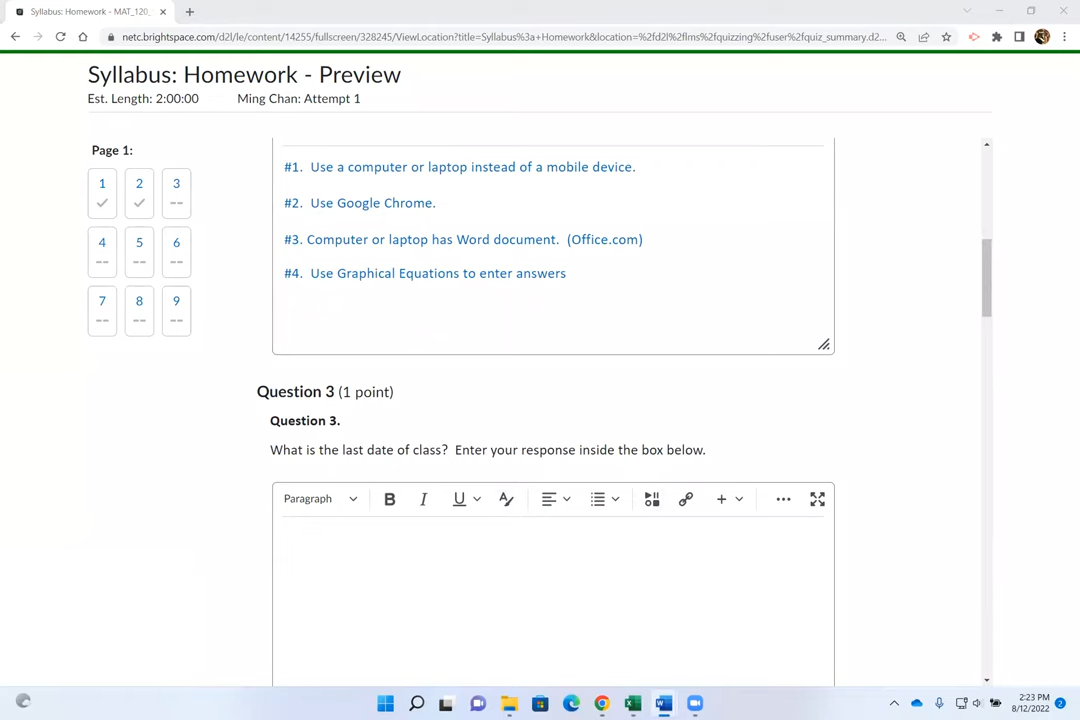 Syllabus: Homework - MAT_120_
netc.brightspace.com/d2l/le/content/14255/fullscreen/328245/ViewLocation?title=Syllabus%3a+Homework&location=%2fd2l%2flms%2fquizzing%2fuser%2fquiz_summary.d2...
Syllabus: Homework - Preview
Est. Length: 2:00:00 Ming Chan: Attempt 1
Page 1:
1 2 3
-- 
4 5 6
-- -- --
7 8 9
-- -- --
#1. Use a computer or laptop instead of a mobile device.
#2. Use Google Chrome.
#3. Computer or laptop has Word document. (Office.com)
#4. Use Graphical Equations to enter answers
Question 3 (1 point)
Question 3.
What is the last date of class? Enter your response inside the box below.
Paragraph B I U A
2:23 PM
8/12/2022 2